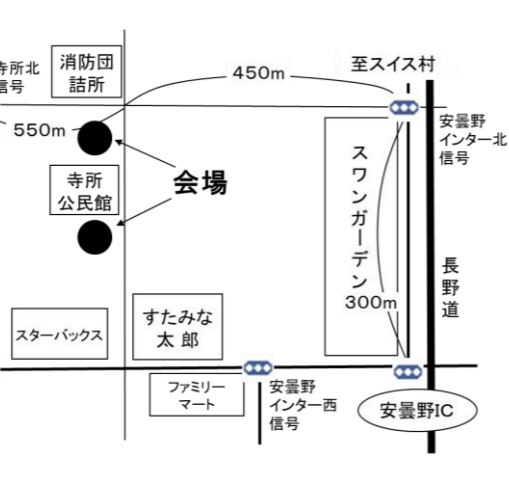 寺所北
信号
消防団
詰所
450m
至スイス村
550m
安曇野
インター北
信号
寺所
公民館
会場
スワンガーデン
300m
長野道
スターバックス
すたみな
太郎
ファミリー
マート
安曇野
インター西
信号
安曇野IC